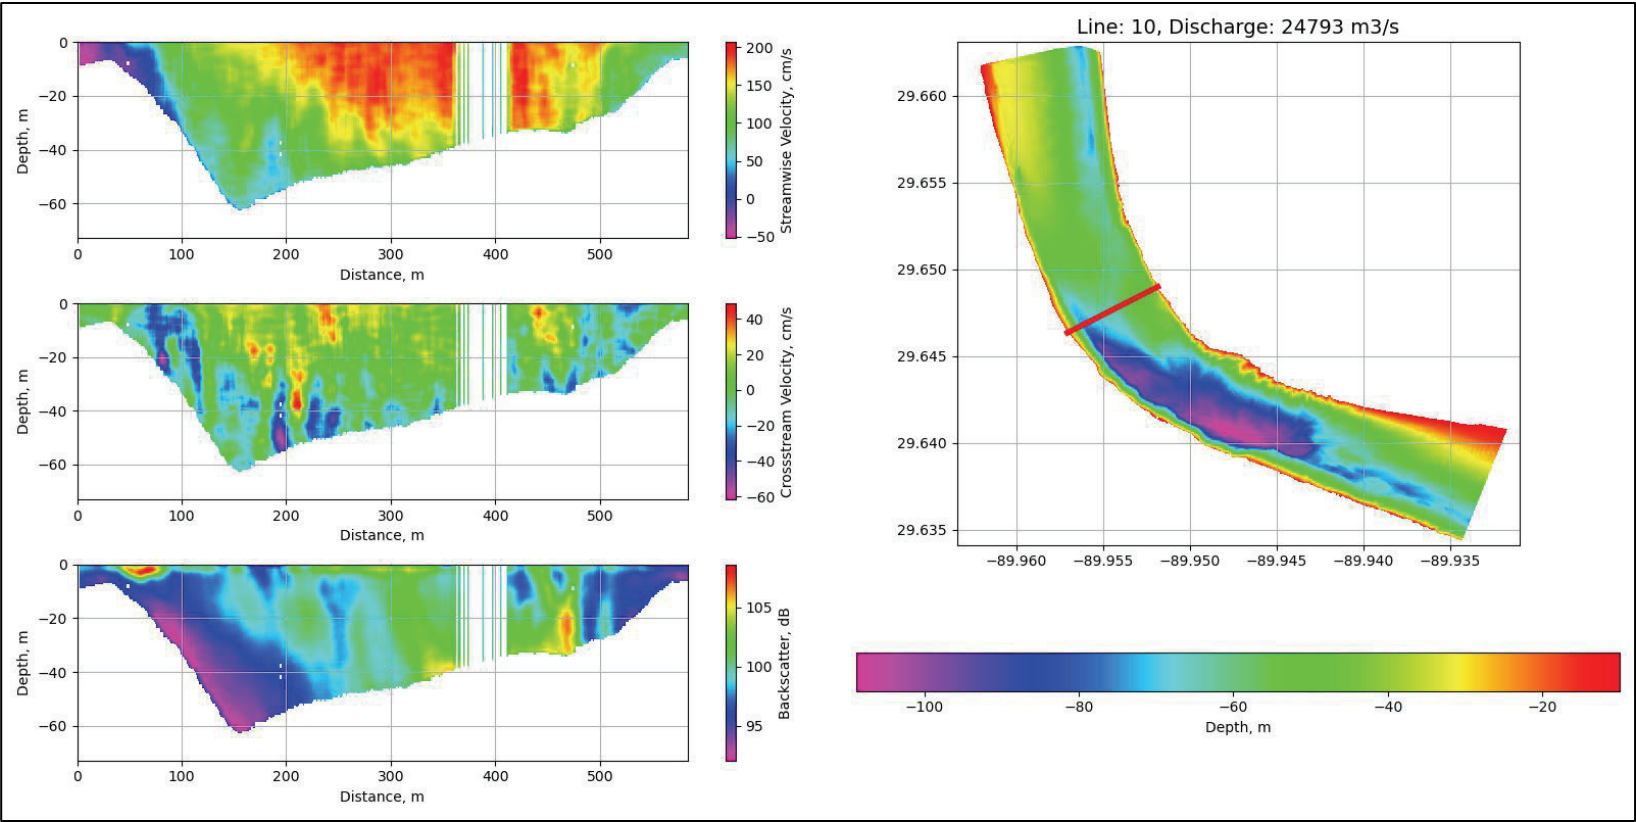 0
−20
−40
−60
Depth, m
0 100 200 300 400 500
Distance, m
200
150
100
50
0
−50
Streamwise Velocity, cm/s
0
−20
−40
−60
Depth, m
0 100 200 300 400 500
Distance, m
40
20
0
−20
−40
−60
Crossstream Velocity, cm/s
0
−20
−40
−60
Depth, m
0 100 200 300 400 500
Distance, m
105
100
95
Backscatter, dB
Line: 10, Discharge: 24793 m3/s
29.660
29.655
29.650
29.645
29.640
29.635
−89.960 −89.955 −89.950 −89.945 −89.940 −89.935
−100 −80 −60 −40 −20
Depth, m